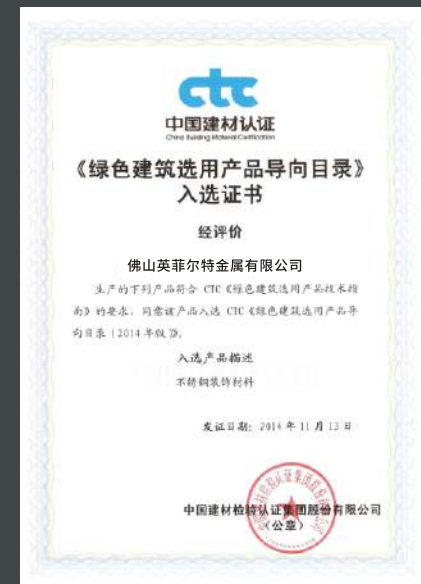 ctc
中国建材认证
China Building Material Certification
《绿色建筑选用产品导向目录》
入选证书
经评价
佛山英菲尔特金属有限公司
生产的下列产品符合 CTC《绿色建筑选用产品技术指
南》的要求，同意该产品入选 CTC《绿色建筑选用产品导
向目录（2014年版）》。
入选产品描述
不锈钢装饰材料
发证日期：2014 年 11 月 13 日
中国建材检验认证集团股份有限公司
（公章）